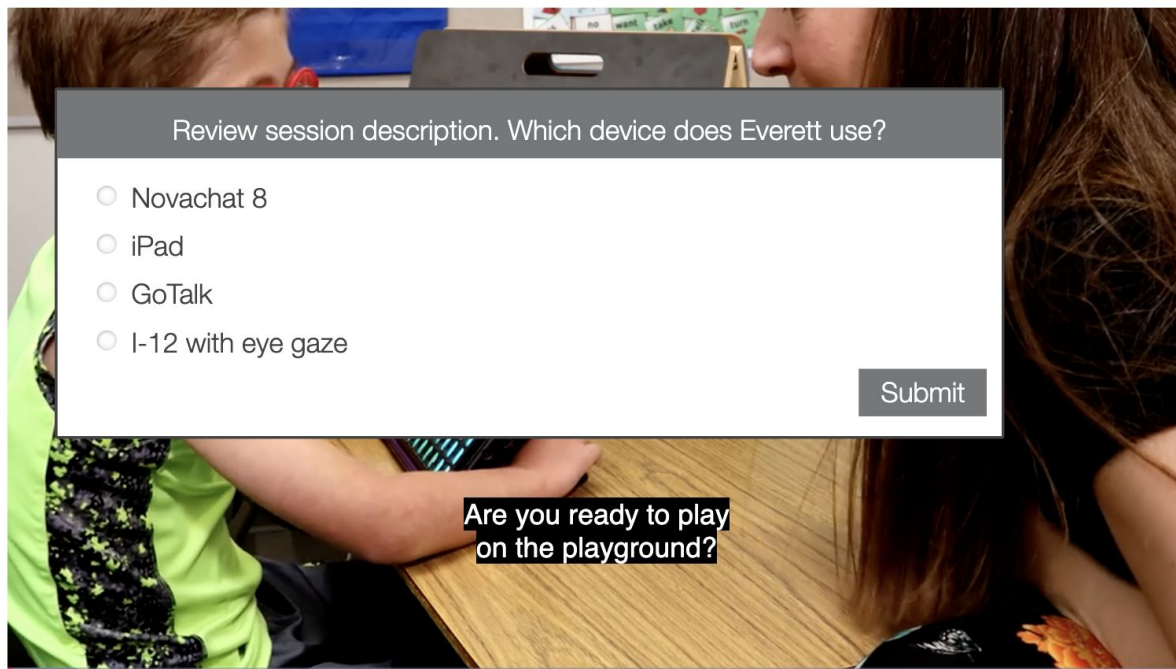 no want take turn
Review session description. Which device does Everett use?
Novachat 8
iPad
GoTalk
I-12 with eye gaze
Submit
Are you ready to play
on the playground?